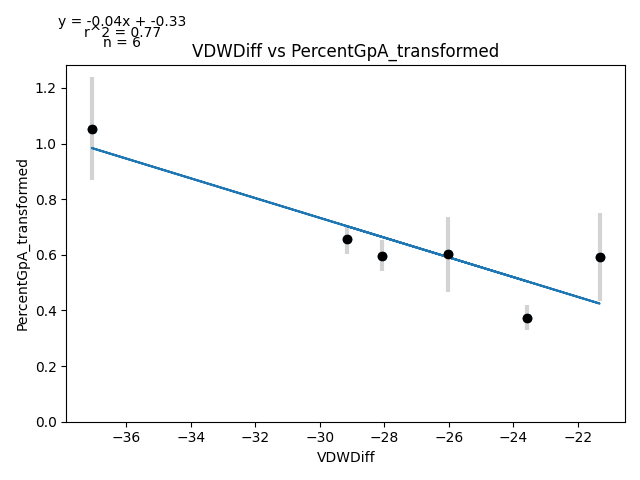 y = -0.04x + -0.33
r^2 = 0.77
n = 6
VDWDiff vs PercentGpA_transformed
PercentGpA_transformed
1.2
1.0
0.8
0.6
0.4
0.2
0.0
−36 −34 −32 −30 −28 −26 −24 −22
VDWDiff